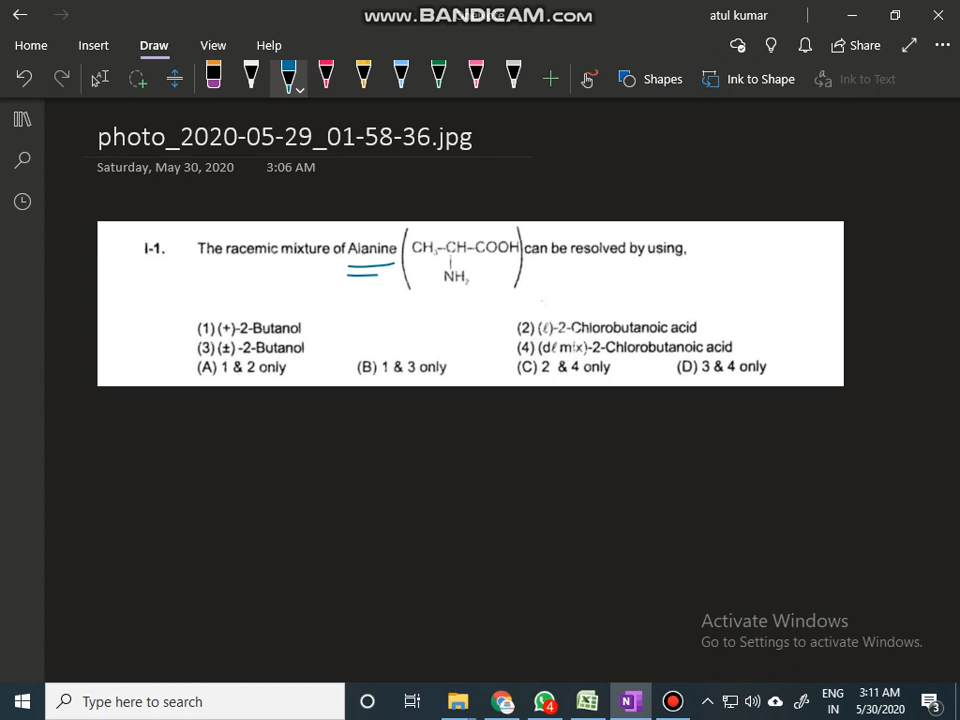 www.BANDICAM.com
atul kumar
Home Insert Draw View Help
Share
Shapes
Ink to Shape
Ink to Text
photo_2020-05-29_01-58-36.jpg
Saturday, May 30, 2020 3:06 AM
I-1. The racemic mixture of Alanine (CH₃–CH–COOH) can be resolved by using,
NH₂
(1) (+)-2-Butanol (2) (ℓ)-2-Chlorobutanoic acid
(3) (±) -2-Butanol (4) (dℓ mix)-2-Chlorobutanoic acid
(A) 1 & 2 only (B) 1 & 3 only (C) 2 & 4 only (D) 3 & 4 only
Activate Windows
Go to Settings to activate Windows.
Type here to search
4
ENG
IN
3:11 AM
5/30/2020
3